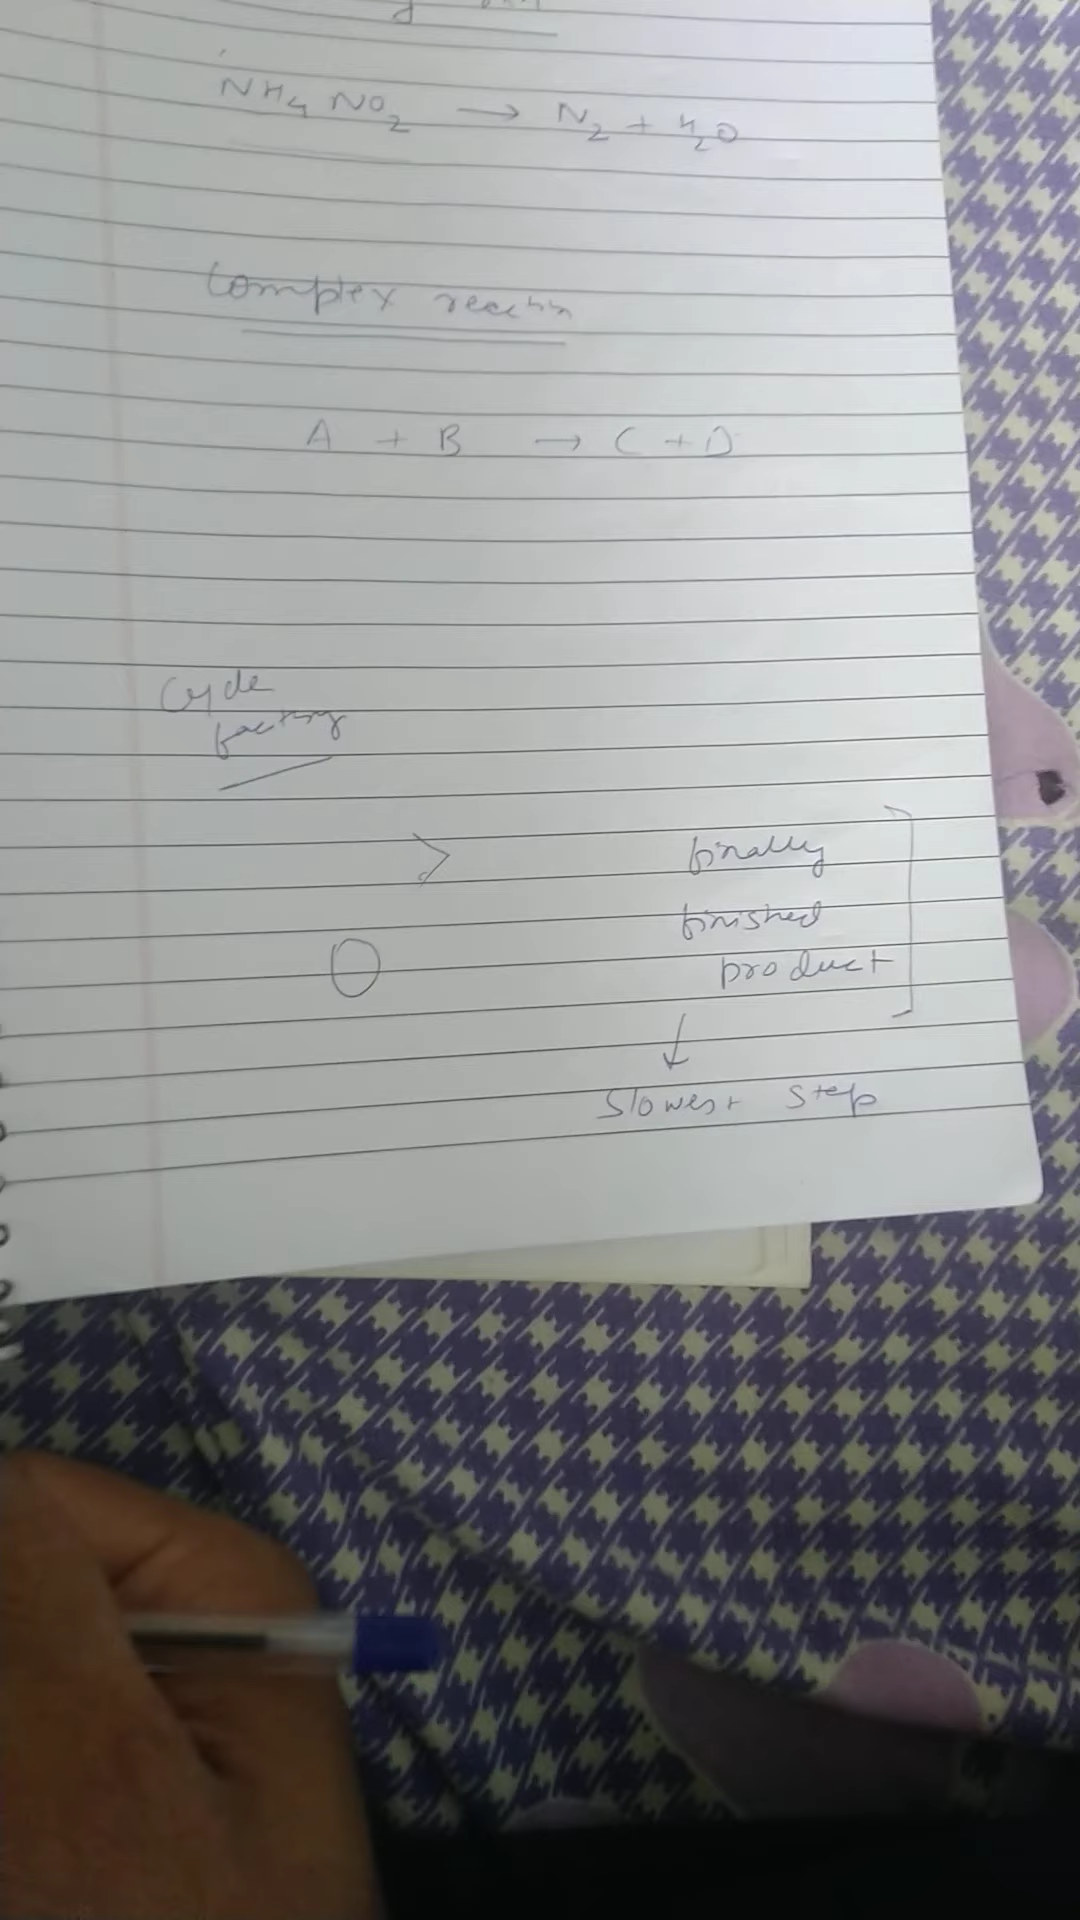 NH4 NO2 → N2 + H2O
Complex reaction
A + B → C + D
Cycle
factory
finally
finished
product
↓
Slowest step